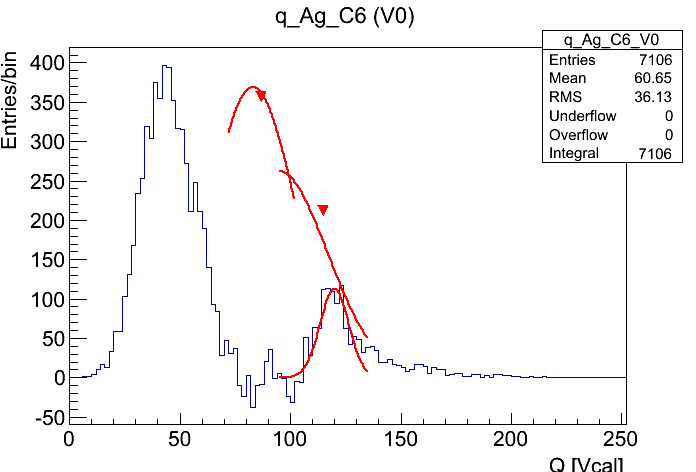 q_Ag_C6 (V0)
q_Ag_C6_V0
Entries 7106
Mean 60.65
RMS 36.13
Underflow 0
Overflow 0
Integral 7106
Entries/bin
400
350
300
250
200
150
100
50
0
-50
0 50 100 150 200 250
Q [Vcal]